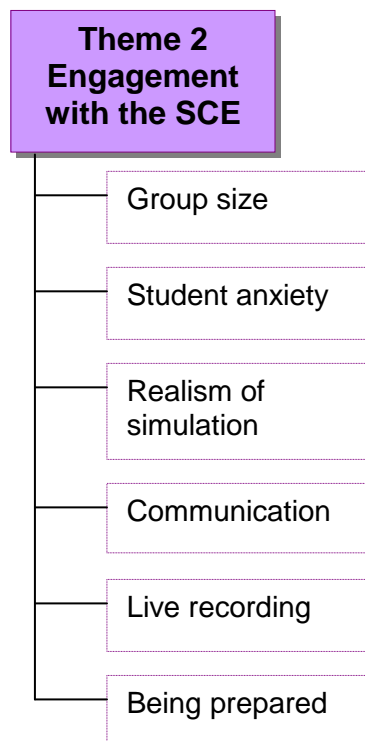 Theme 2
Engagement
with the SCE
Group size
Student anxiety
Realism of
simulation
Communication
Live recording
Being prepared